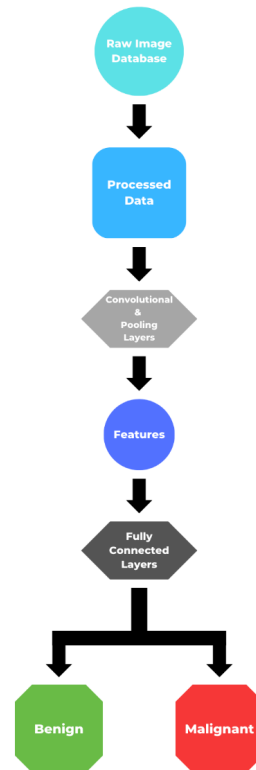 Raw Image
Database
Processed
Data
Convolutional
&
Pooling
Layers
Features
Fully
Connected
Layers
Benign
Malignant